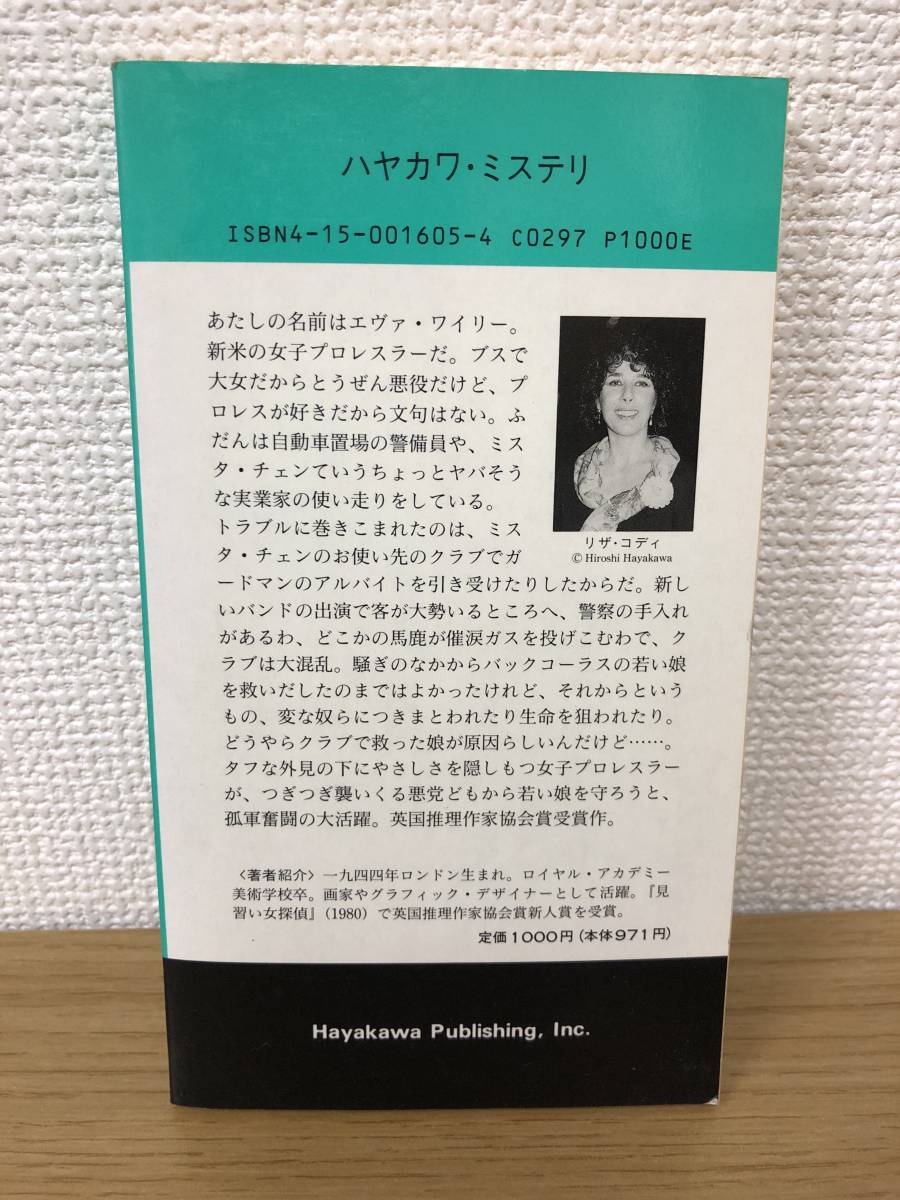 ハヤカワ・ミステリ
ISBN4-15-001605-4 C0297 P1000E
あたしの名前はエヴァ・ワイリー。
新米の女子プロレスラーだ。ブスで
大女だからとうぜん悪役だけど、プ
ロレスが好きだから文句はない。ふ
だんは自動車置場の警備員や、ミス
タ・チェンていうちょっとヤバそう
な実業家の使い走りをしている。
トラブルに巻きこまれたのは、ミス
タ・チェンのお使い先のクラブでガ
ードマンのアルバイトを引き受けたりしたからだ。新し
いバンドの出演で客が大勢いるところへ、警察の手入れ
があるわ、どこかの馬鹿が催涙ガスを投げこむわで、ク
ラブは大混乱。騒ぎのなかからバックコーラスの若い娘
を救いだしたのまではよかったけれど、それからという
もの、変な奴らにつきまとわれたり生命を狙われたり。
どうやらクラブで救った娘が原因らしいんだけど……。
タフな外見の下にやさしさを隠しもつ女子プロレスラー
が、つぎつぎ襲いくる悪党どもから若い娘を守ろうと、
孤軍奮闘の大活躍。英国推理作家協会賞受賞作。
リザ・コディ
© Hiroshi Hayakawa
〈著者紹介〉一九四四年ロンドン生まれ。ロイヤル・アカデミー
美術学校卒。画家やグラフィック・デザイナーとして活躍。『見
習い女探偵』(1980) で英国推理作家協会賞新人賞を受賞。
定価1000円(本体971円)
Hayakawa Publishing, Inc.